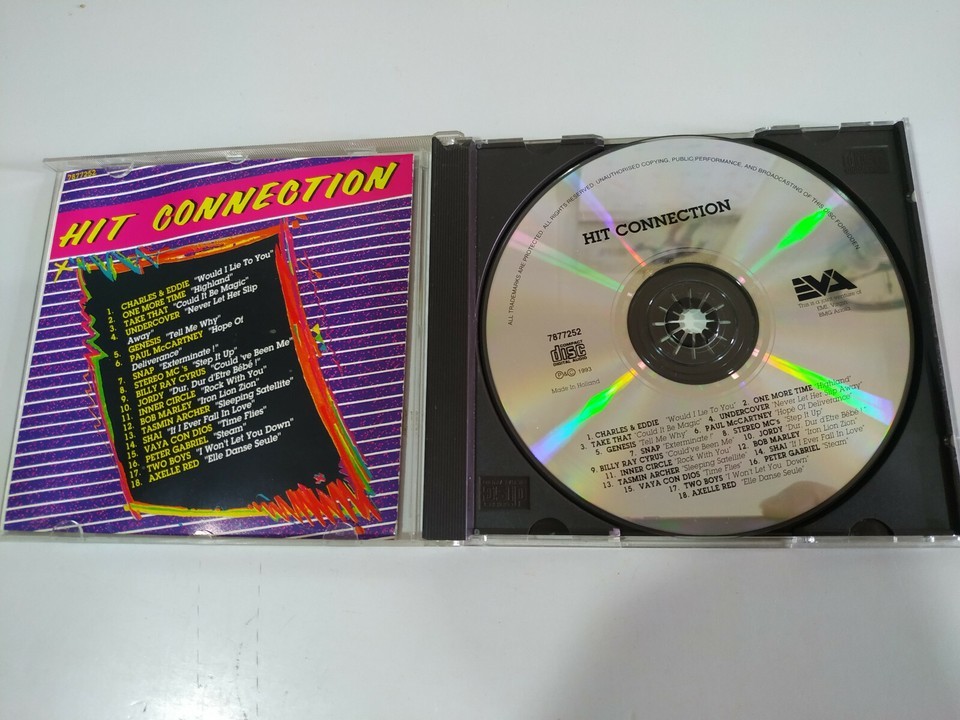 7877252
HIT CONNECTION
1. CHARLES & EDDIE "Would I Lie To You"
2. ONE MORE TIME "Highland"
3. TAKE THAT "Could It Be Magic"
4. UNDERCOVER "Never Let Her Slip
Away"
5. GENESIS "Tell Me Why"
6. PAUL McCARTNEY "Hope Of
Deliverance"
7. SNAP "Exterminate !"
8. STEREO MC's "Step It Up"
9. BILLY RAY CYRUS "Could 've Been Me"
10. JORDY "Dur, Dur d'Etre Bébé !"
11. INNER CIRCLE "Rock With You"
12. BOB MARLEY "Iron Lion Zion"
13. TASMIN ARCHER "Sleeping Satellite"
14. SHAI "If I Ever Fall In Love"
15. VAYA CON DIOS "Time Flies"
16. PETER GABRIEL "Steam"
17. TWO BOYS "I Won't Let You Down"
18. AXELLE RED "Elle Danse Seule"
ALL TRADEMARKS ARE PROTECTED. ALL RIGHTS RESERVED. UNAUTHORISED COPYING, PUBLIC PERFORMANCE, AND BROADCASTING OF THIS DISC FORBIDDEN.
HIT CONNECTION
EVA
EMI, Virgin,
BMG Ariola
7877252
COMPACT
disc
DIGITAL AUDIO
℗&© 1993
Made in Holland
1. CHARLES & EDDIE "Would I Lie To You" 2. ONE MORE TIME "Highland"
3. TAKE THAT "Could It Be Magic" 4. UNDERCOVER "Never Let Her Slip Away"
5. GENESIS "Tell Me Why" 6. PAUL McCARTNEY "Hope Of Deliverance"
7. SNAP "Exterminate !" 8. STEREO MC's "Step It Up"
9. BILLY RAY CYRUS "Could've Been Me" 10. JORDY "Dur, Dur d'Etre Bébé !"
11. INNER CIRCLE "Rock With You" 12. BOB MARLEY "Iron Lion Zion"
13. TASMIN ARCHER "Sleeping Satellite" 14. SHAI "If I Ever Fall In Love"
15. VAYA CON DIOS "Time Flies" 16. PETER GABRIEL "Steam"
17. TWO BOYS "I Won't Let You Down"
18. AXELLE RED "Elle Danse Seule"